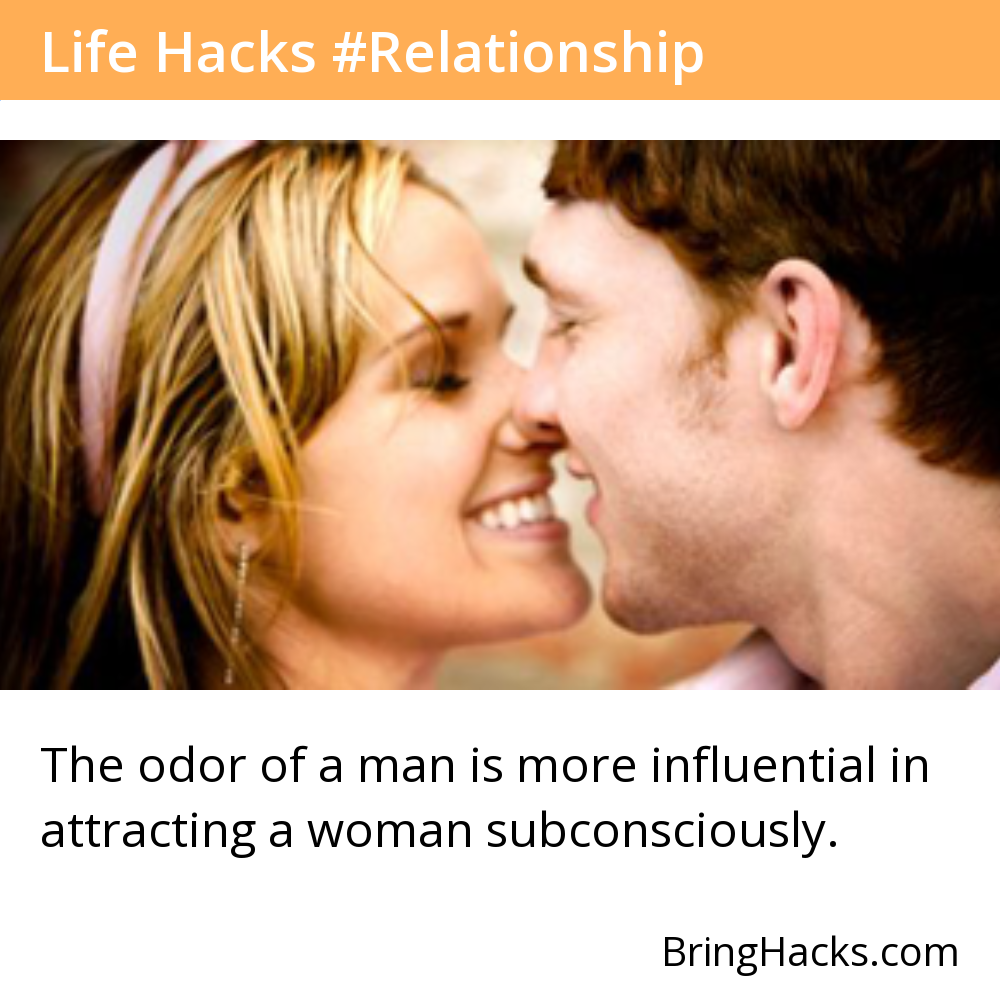 Life Hacks #Relationship
The odor of a man is more influential in
attracting a woman subconsciously.
BringHacks.com